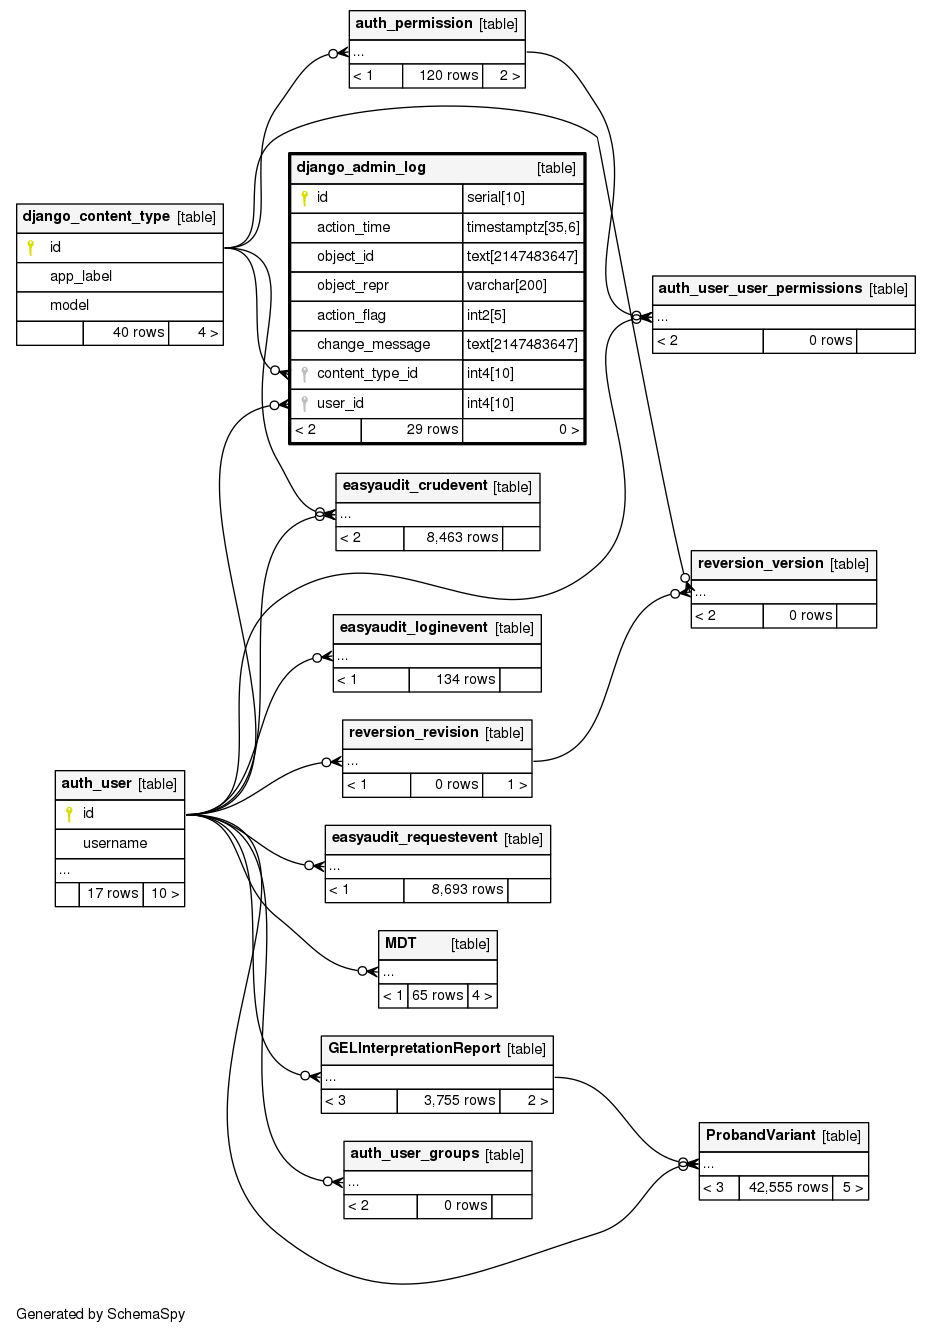 auth_permission [table]
...
< 1 120 rows 2 >
django_admin_log [table]
id serial[10]
action_time timestamptz[35,6]
object_id text[2147483647]
object_repr varchar[200]
action_flag int2[5]
change_message text[2147483647]
content_type_id int4[10]
user_id int4[10]
< 2 29 rows 0 >
django_content_type [table]
id
app_label
model
40 rows 4 >
auth_user_user_permissions [table]
...
< 2 0 rows
easyaudit_crudevent [table]
...
< 2 8,463 rows
reversion_version [table]
...
< 2 0 rows
easyaudit_loginevent [table]
...
< 1 134 rows
reversion_revision [table]
...
< 1 0 rows 1 >
auth_user [table]
id
username
...
17 rows 10 >
easyaudit_requestevent [table]
...
< 1 8,693 rows
MDT [table]
...
< 1 65 rows 4 >
GELInterpretationReport [table]
...
< 3 3,755 rows 2 >
ProbandVariant [table]
...
< 3 42,555 rows 5 >
auth_user_groups [table]
...
< 2 0 rows
Generated by SchemaSpy